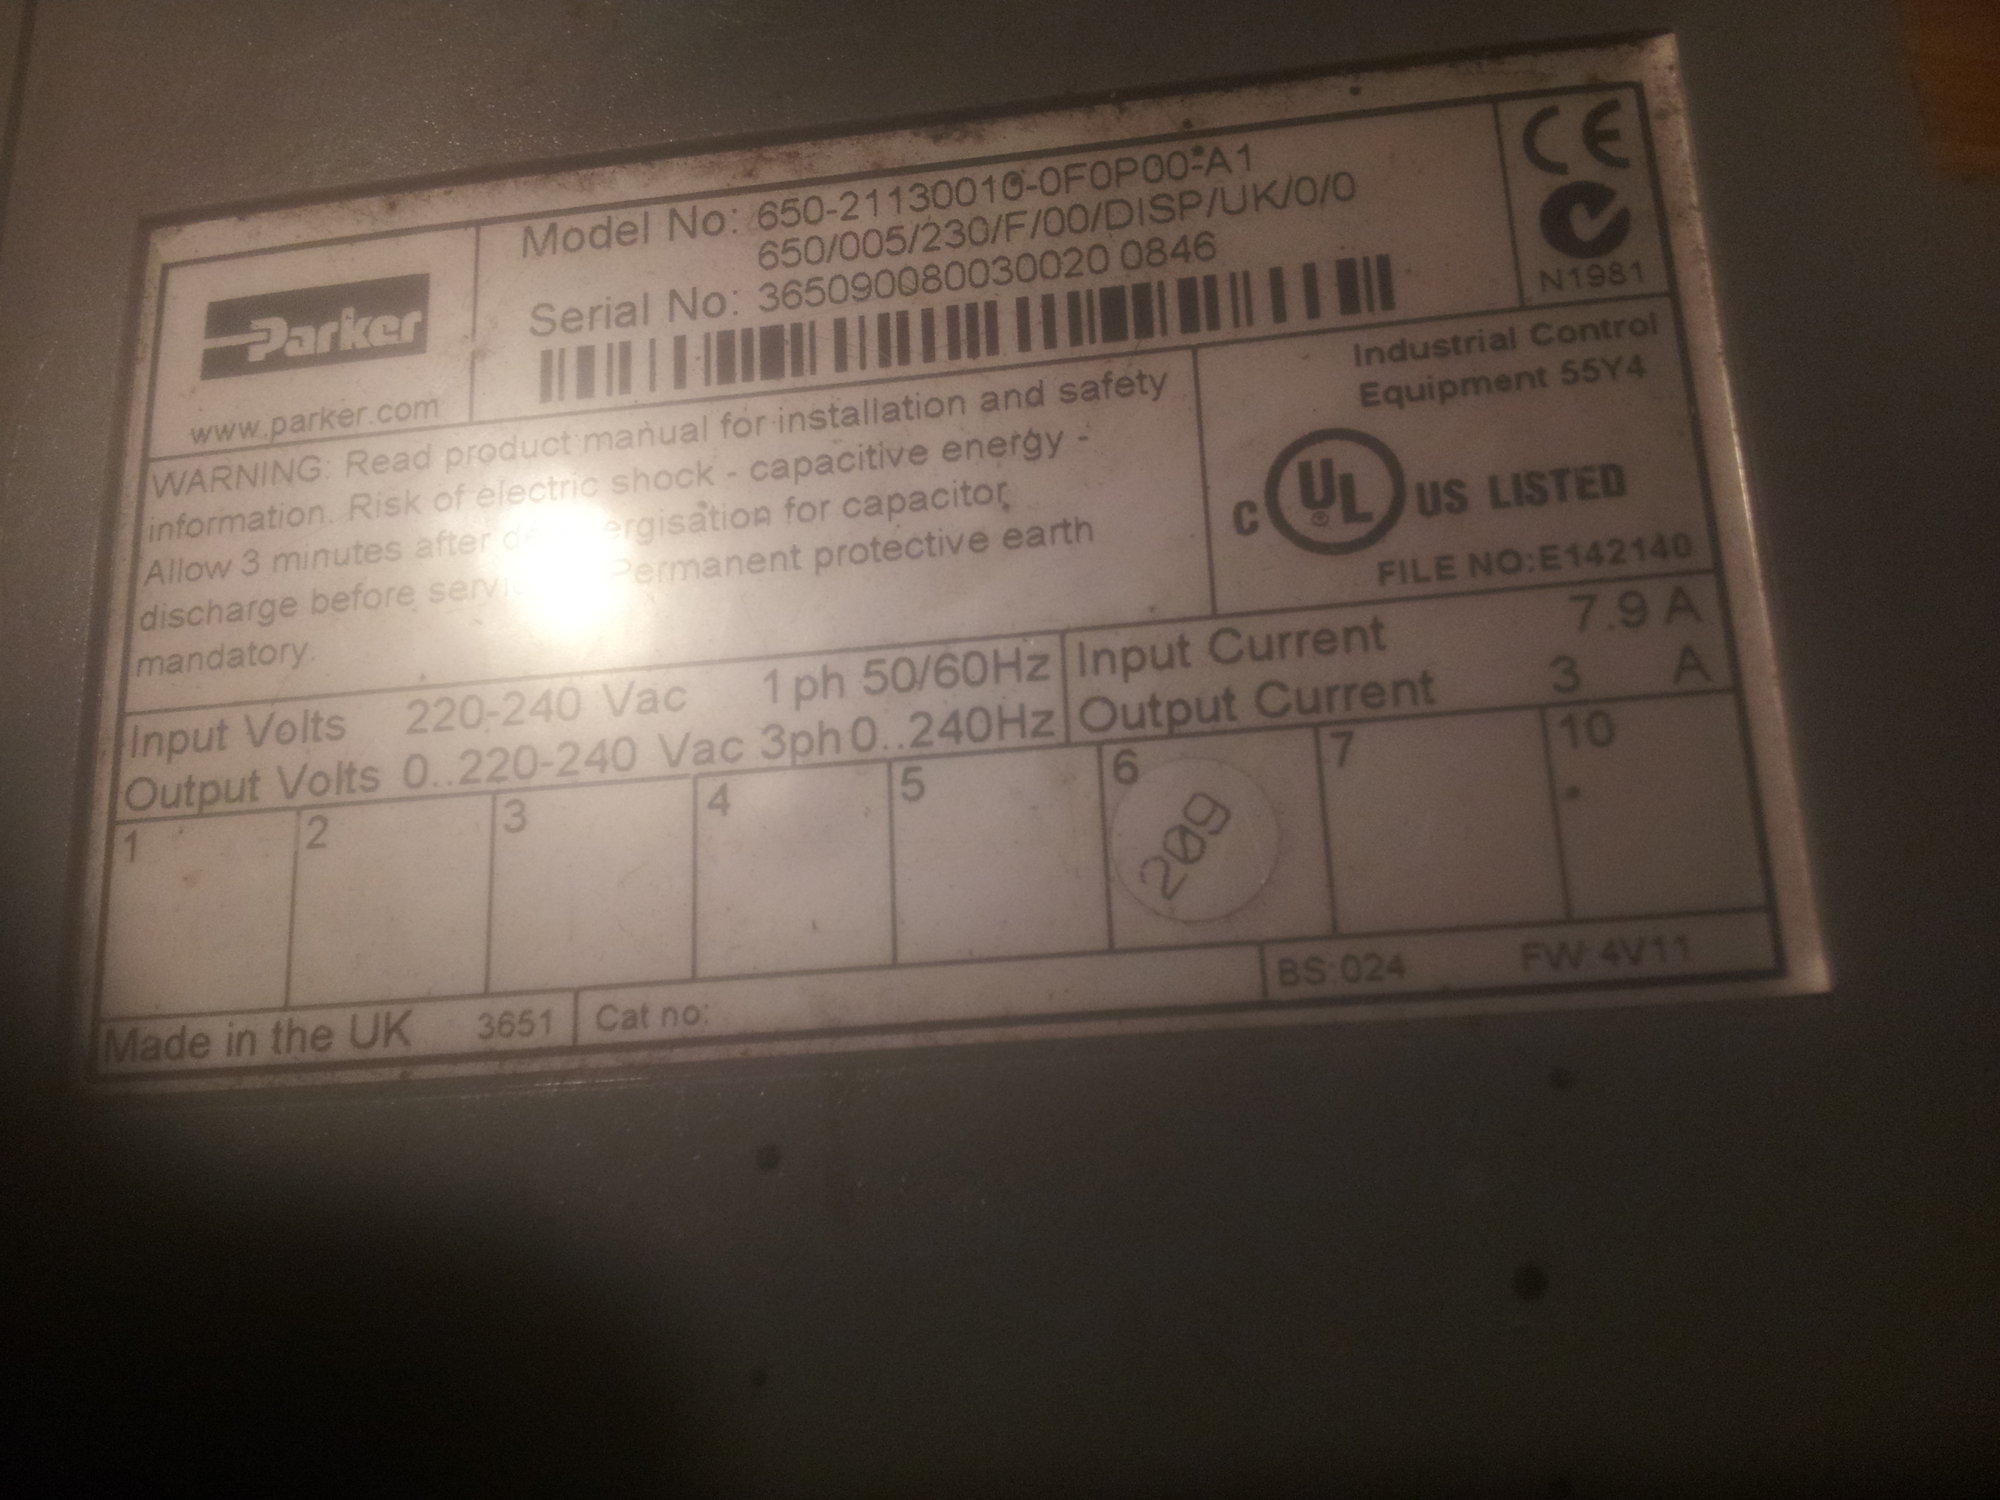 Model No: 650-21130010-0F0P00-A1
650/005/230/F/00/DISP/UK/0/0
Serial No: 365090080030020 0846
CE
N1981
Parker
www.parker.com
WARNING: Read product manual for installation and safety
information. Risk of electric shock - capacitive energy -
Allow 3 minutes after ergisation for capacitor
discharge before Permanent protective earth
mandatory.
Industrial Control
Equipment 55Y4
C UL ® US LISTED
FILE NO:E142140
Input Volts 220-240 Vac 1ph 50/60Hz
Output Volts 0..220-240 Vac 3ph 0..240Hz
Input Current 7.9 A
Output Current 3 A
1 2 3 4 5 6 7 10
209
Made in the UK 3651
Cat no:
BS:024 FW:4V11